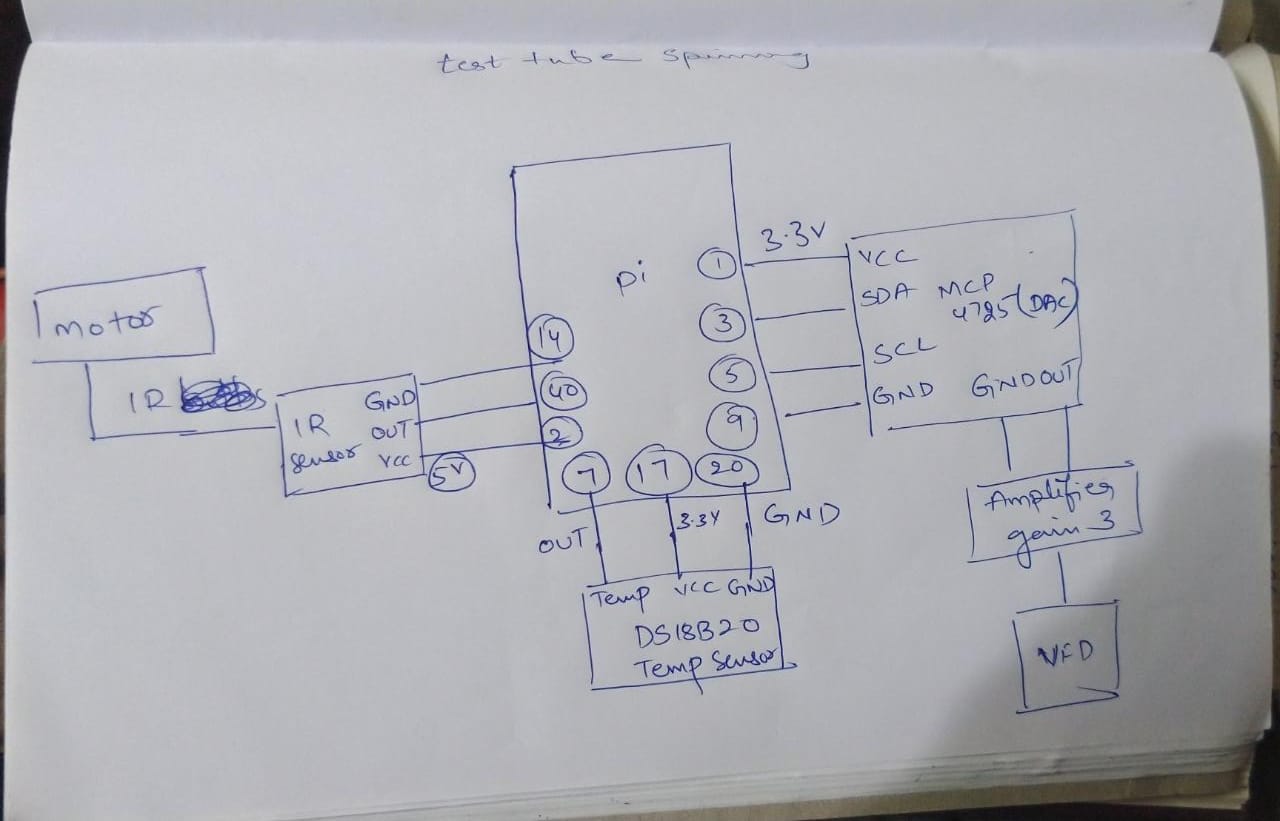 test tube spinning
Pi
motor
IR
IR
sensor
GND
OUT
VCC
5V
14
40
2
7
17
20
1
3
5
9
3.3V
VCC
SDA
SCL
GND
MCP
4725 (DAC)
GND OUT
Amplifier
gain 3
VFD
OUT
3.3V
GND
Temp VCC GND
DS18B20
Temp Sensor